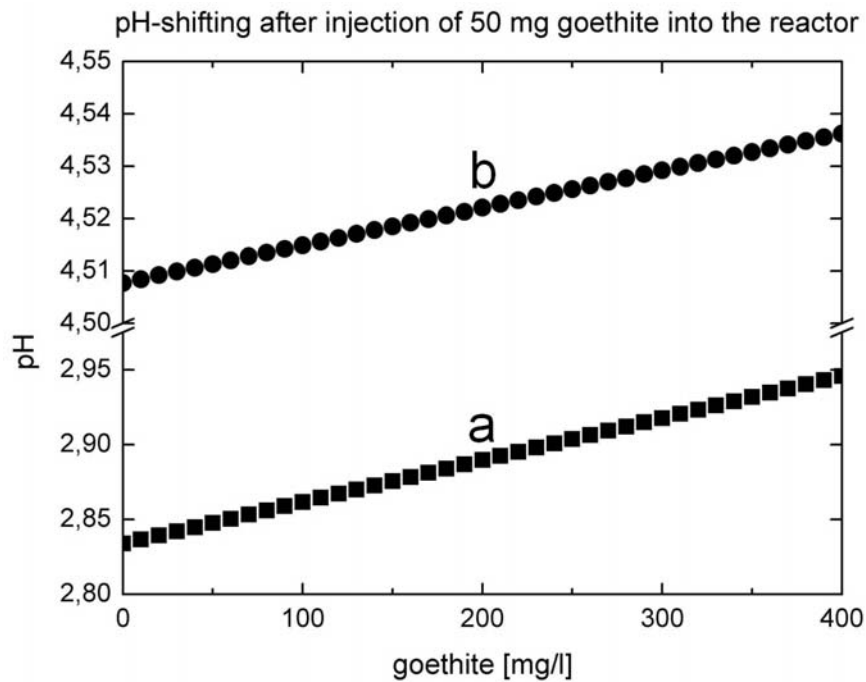 pH-shifting after injection of 50 mg goethite into the reactor
4,55
4,54
4,53
4,52
4,51
4,50
2,95
2,90
2,85
2,80
pH
b
a
0 100 200 300 400
goethite [mg/l]